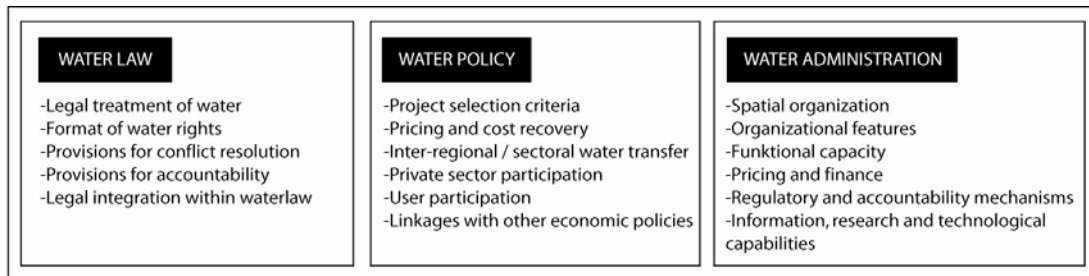 WATER LAW
-Legal treatment of water
-Format of water rights
-Provisions for conflict resolution
-Provisions for accountability
-Legal integration within waterlaw
WATER POLICY
-Project selection criteria
-Pricing and cost recovery
-Inter-regional / sectoral water transfer
-Private sector participation
-User participation
-Linkages with other economic policies
WATER ADMINISTRATION
-Spatial organization
-Organizational features
-Funktional capacity
-Pricing and finance
-Regulatory and accountability mechanisms
-Information, research and technological
capabilities